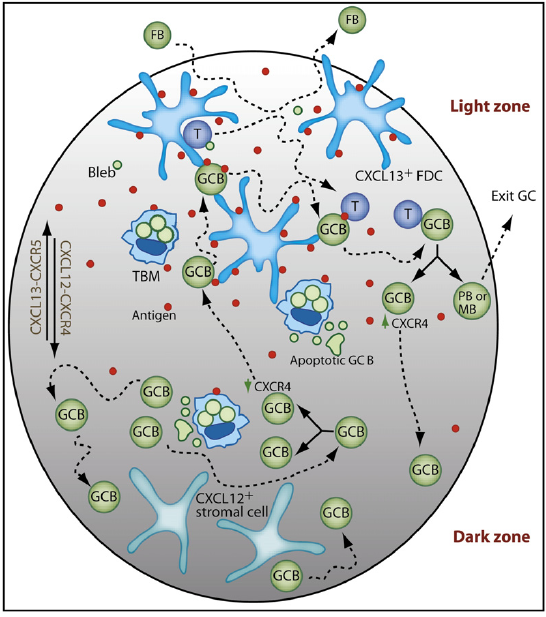 FB
FB
Light zone
T
Bleb
GCB
CXCL13+ FDC
T
T
GCB
GCB
Exit GC
CXCL13-CXCR5
CXCL12-CXCR4
TBM
GCB
Antigen
GCB
PB or
MB
CXCR4
Apoptotic GC B
CXCR4
GCB
GCB
GCB
GCB
GCB
GCB
GCB
GCB
CXCL12+
stromal cell
GCB
Dark zone
GCB